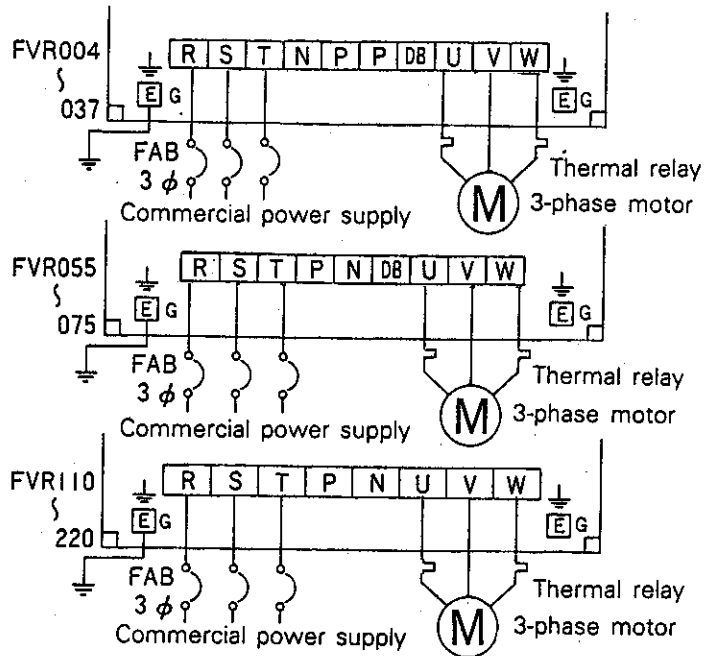 FVR004
R S T N P P DB U V W
∫
037
E G
E G
FAB
3 φ
Thermal relay
M
3-phase motor
Commercial power supply
FVR055
R S T P N DB U V W
∫
075
E G
E G
FAB
3 φ
Thermal relay
M
3-phase motor
Commercial power supply
FVR110
R S T P N U V W
∫
220
E G
E G
FAB
3 φ
Thermal relay
M
3-phase motor
Commercial power supply